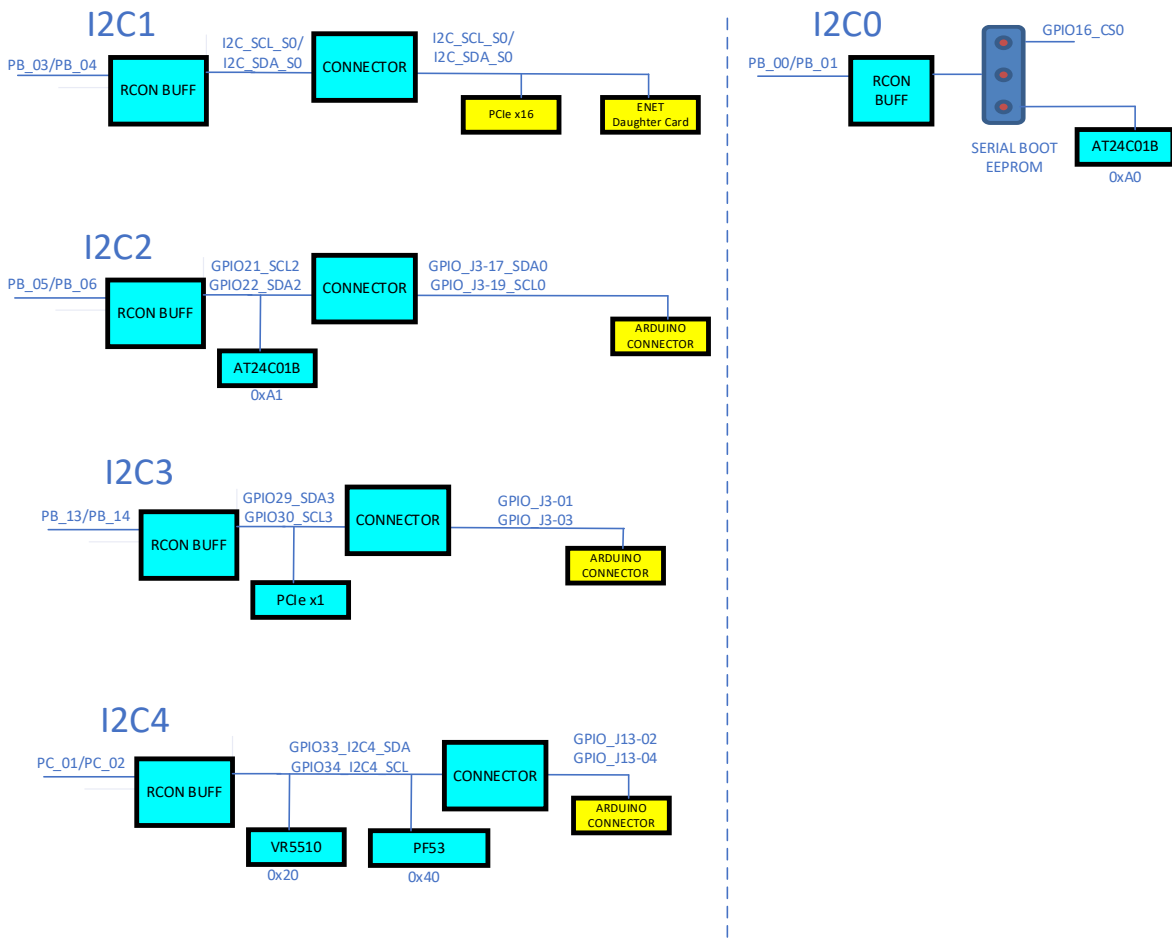 I2C1
PB_03/PB_04
RCON BUFF
I2C_SCL_S0/
I2C_SDA_S0
CONNECTOR
I2C_SCL_S0/
I2C_SDA_S0
PCIe x16
ENET
Daughter Card
I2C0
PB_00/PB_01
RCON
BUFF
GPIO16_CS0
SERIAL BOOT
EEPROM
AT24C01B
0xA0
I2C2
PB_05/PB_06
RCON BUFF
GPIO21_SCL2
GPIO22_SDA2
CONNECTOR
GPIO_J3-17_SDA0
GPIO_J3-19_SCL0
ARDUINO
CONNECTOR
AT24C01B
0xA1
I2C3
PB_13/PB_14
RCON BUFF
GPIO29_SDA3
GPIO30_SCL3
CONNECTOR
GPIO_J3-01
GPIO_J3-03
ARDUINO
CONNECTOR
PCIe x1
I2C4
PC_01/PC_02
RCON BUFF
GPIO33_I2C4_SDA
GPIO34_I2C4_SCL
CONNECTOR
GPIO_J13-02
GPIO_J13-04
ARDUINO
CONNECTOR
VR5510
0x20
PF53
0x40